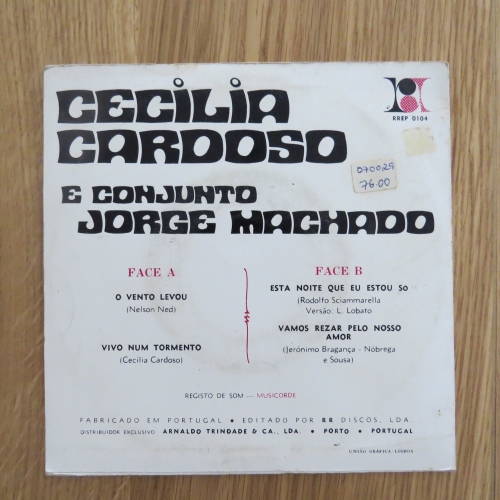 CECILIA
CARDOSO
RREP 0104
070029
76.00
E CONJUNTO
JORGE MACHADO
FACE A
O VENTO LEVOU
(Nelson Ned)
VIVO NUM TORMENTO
(Cecília Cardoso)
FACE B
ESTA NOITE QUE EU ESTOU SO
(Rodolfo Sciammarella
Versão: L. Lobato
VAMOS REZAR PELO NOSSO
AMOR
(Jerónimo Bragança - Nóbrega
e Sousa)
REGISTO DE SOM — MUSICORDE
FABRICADO EM PORTUGAL • EDITADO POR RR DISCOS, LDA.
DISTRIBUIDOR EXCLUSIVO ARNALDO TRINDADE & CA., LDA. • PORTO • PORTUGAL
UNIÃO GRÁFICA/LISBOA